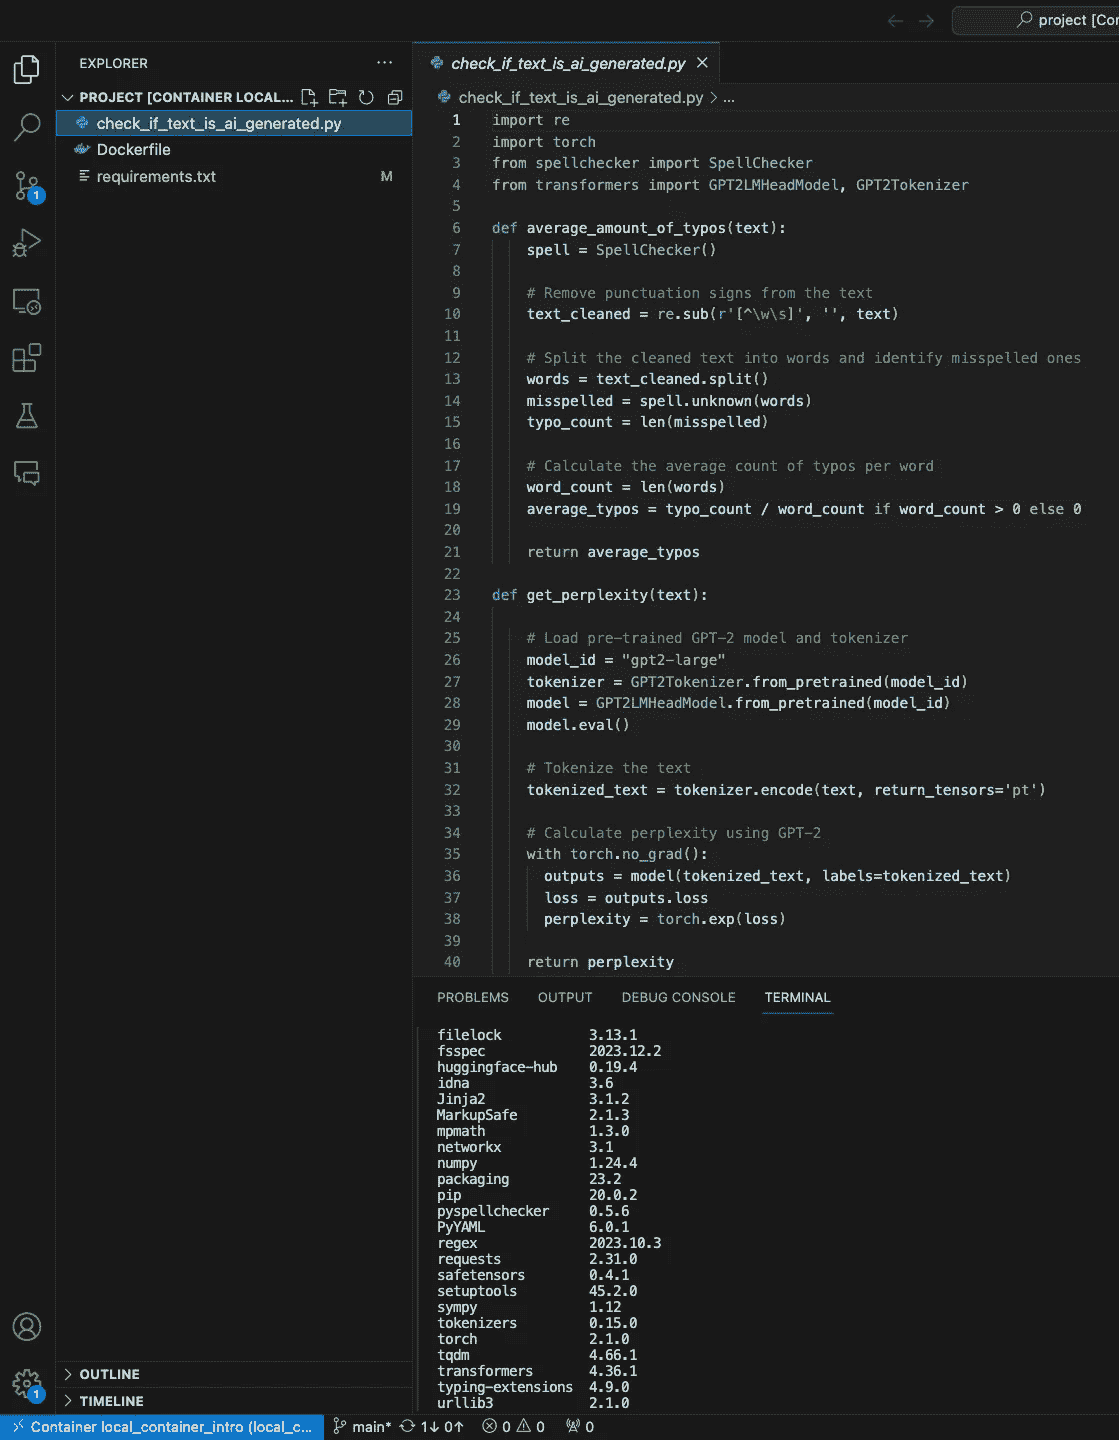 project [Cor
EXPLORER
...
PROJECT [CONTAINER LOCAL...
check_if_text_is_ai_generated.py
Dockerfile
requirements.txt M
1
1
OUTLINE
TIMELINE
check_if_text_is_ai_generated.py
check_if_text_is_ai_generated.py > ...
1 import re
2 import torch
3 from spellchecker import SpellChecker
4 from transformers import GPT2LMHeadModel, GPT2Tokenizer
5
6 def average_amount_of_typos(text):
7 spell = SpellChecker()
8
9 # Remove punctuation signs from the text
10 text_cleaned = re.sub(r'[^\w\s]', '', text)
11
12 # Split the cleaned text into words and identify misspelled ones
13 words = text_cleaned.split()
14 misspelled = spell.unknown(words)
15 typo_count = len(misspelled)
16
17 # Calculate the average count of typos per word
18 word_count = len(words)
19 average_typos = typo_count / word_count if word_count > 0 else 0
20
21 return average_typos
22
23 def get_perplexity(text):
24
25 # Load pre-trained GPT-2 model and tokenizer
26 model_id = "gpt2-large"
27 tokenizer = GPT2Tokenizer.from_pretrained(model_id)
28 model = GPT2LMHeadModel.from_pretrained(model_id)
29 model.eval()
30
31 # Tokenize the text
32 tokenized_text = tokenizer.encode(text, return_tensors='pt')
33
34 # Calculate perplexity using GPT-2
35 with torch.no_grad():
36 outputs = model(tokenized_text, labels=tokenized_text)
37 loss = outputs.loss
38 perplexity = torch.exp(loss)
39
40 return perplexity
PROBLEMS OUTPUT DEBUG CONSOLE TERMINAL
filelock 3.13.1
fsspec 2023.12.2
huggingface-hub 0.19.4
idna 3.6
Jinja2 3.1.2
MarkupSafe 2.1.3
mpmath 1.3.0
networkx 3.1
numpy 1.24.4
packaging 23.2
pip 20.0.2
pyspellchecker 0.5.6
PyYAML 6.0.1
regex 2023.10.3
requests 2.31.0
safetensors 0.4.1
setuptools 45.2.0
sympy 1.12
tokenizers 0.15.0
torch 2.1.0
tqdm 4.66.1
transformers 4.36.1
typing-extensions 4.9.0
urllib3 2.1.0
Container local_container_intro (local_c... main* 1↓ 0↑ 0 0 0